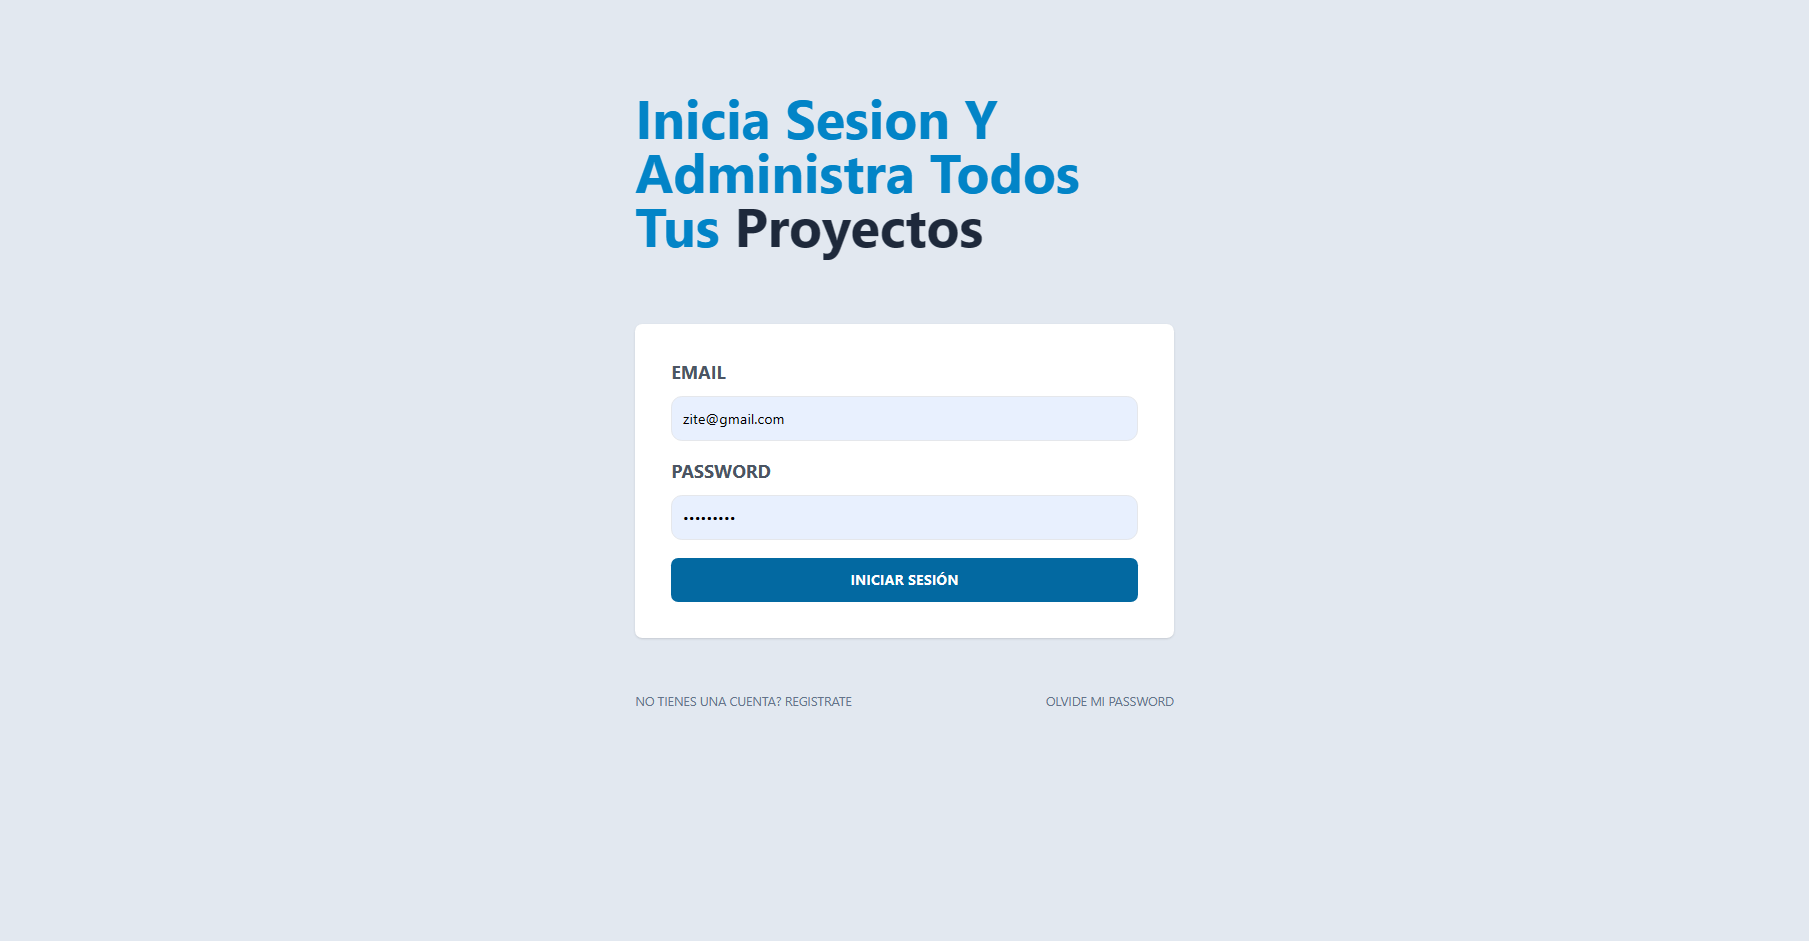 Inicia Sesion Y
Administra Todos
Tus Proyectos
EMAIL
zite@gmail.com
PASSWORD
•••••••••
INICIAR SESIÓN
NO TIENES UNA CUENTA? REGISTRATE
OLVIDE MI PASSWORD